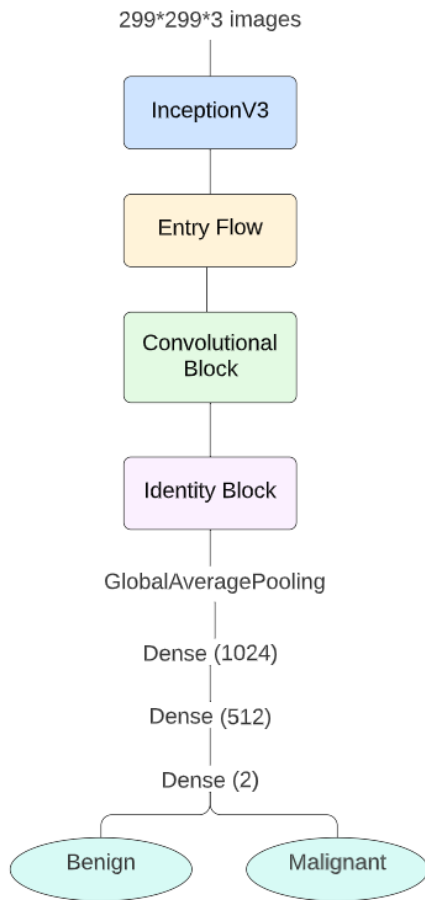 299*299*3 images
InceptionV3
Entry Flow
Convolutional
Block
Identity Block
GlobalAveragePooling
Dense (1024)
Dense (512)
Dense (2)
Benign
Malignant